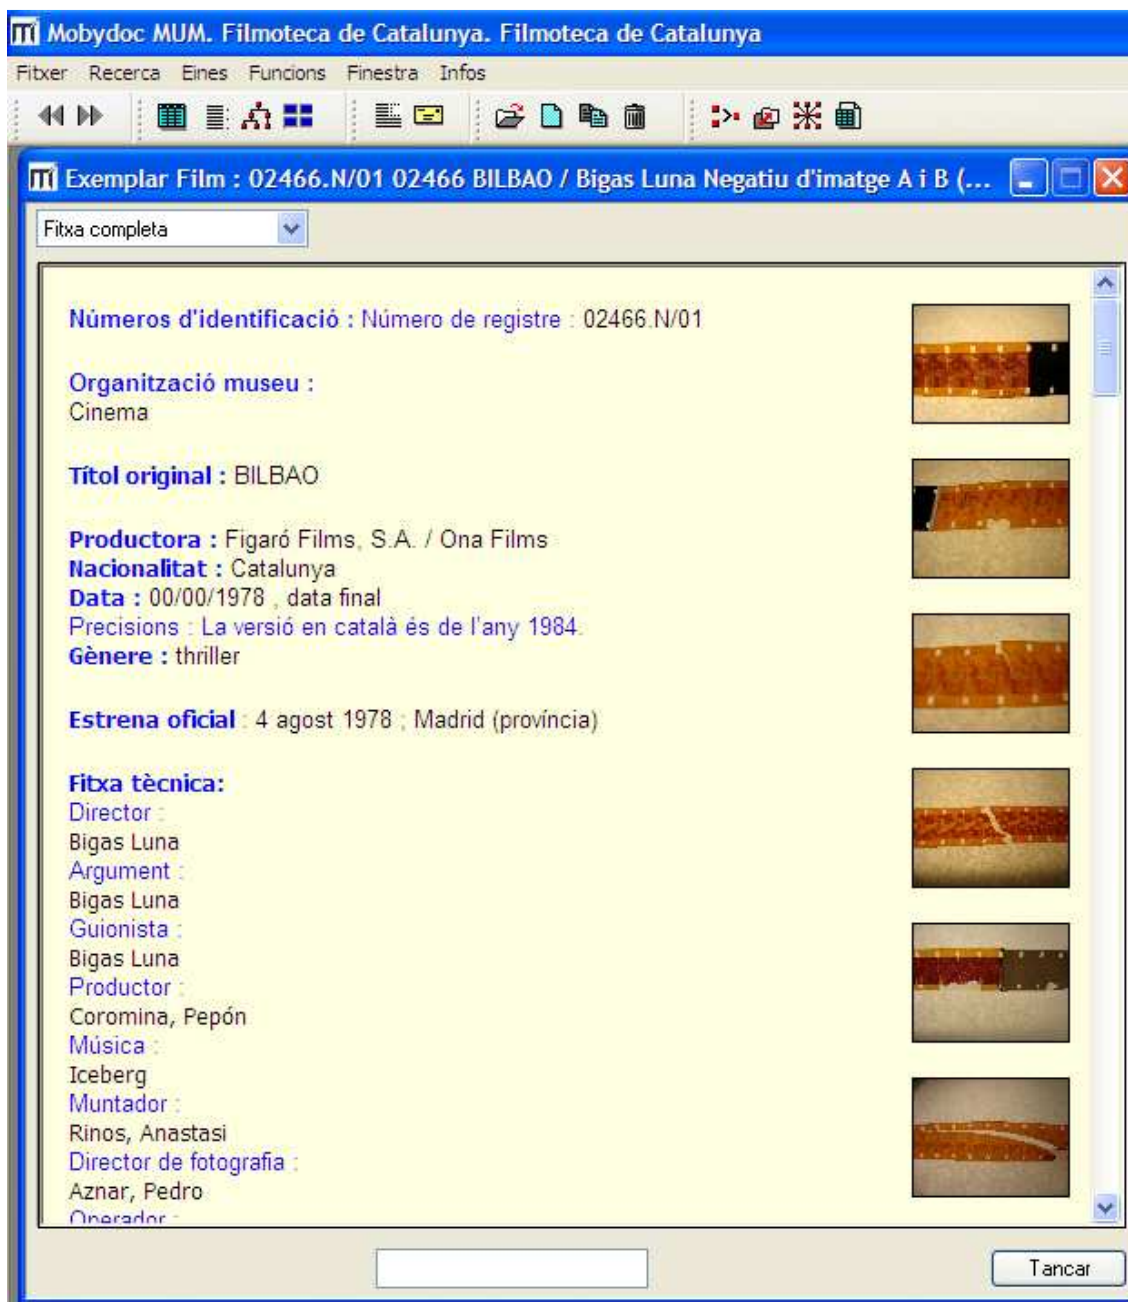 Mobydoc MUM. Filmoteca de Catalunya. Filmoteca de Catalunya
Fitxer Recerca Eines Funcions Finestra Infos
Exemplar Film : 02466.N/01 02466 BILBAO / Bigas Luna Negatiu d'imatge A i B (...
Fitxa completa
Números d'identificació : Número de registre : 02466.N/01
Organització museu :
Cinema
Títol original : BILBAO
Productora : Figaró Films, S.A. / Ona Films
Nacionalitat : Catalunya
Data : 00/00/1978 , data final
Precisions : La versió en català és de l'any 1984.
Gènere : thriller
Estrena oficial : 4 agost 1978 ; Madrid (província)
Fitxa tècnica:
Director :
Bigas Luna
Argument :
Bigas Luna
Guionista :
Bigas Luna
Productor :
Coromina, Pepón
Música :
Iceberg
Muntador :
Rinos, Anastasi
Director de fotografia :
Aznar, Pedro
Operador :
Tancar